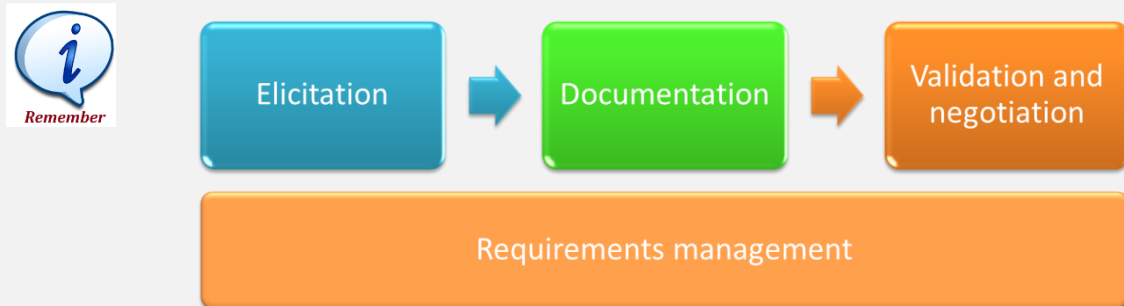 Remember
Elicitation
Documentation
Validation and
negotiation
Requirements management